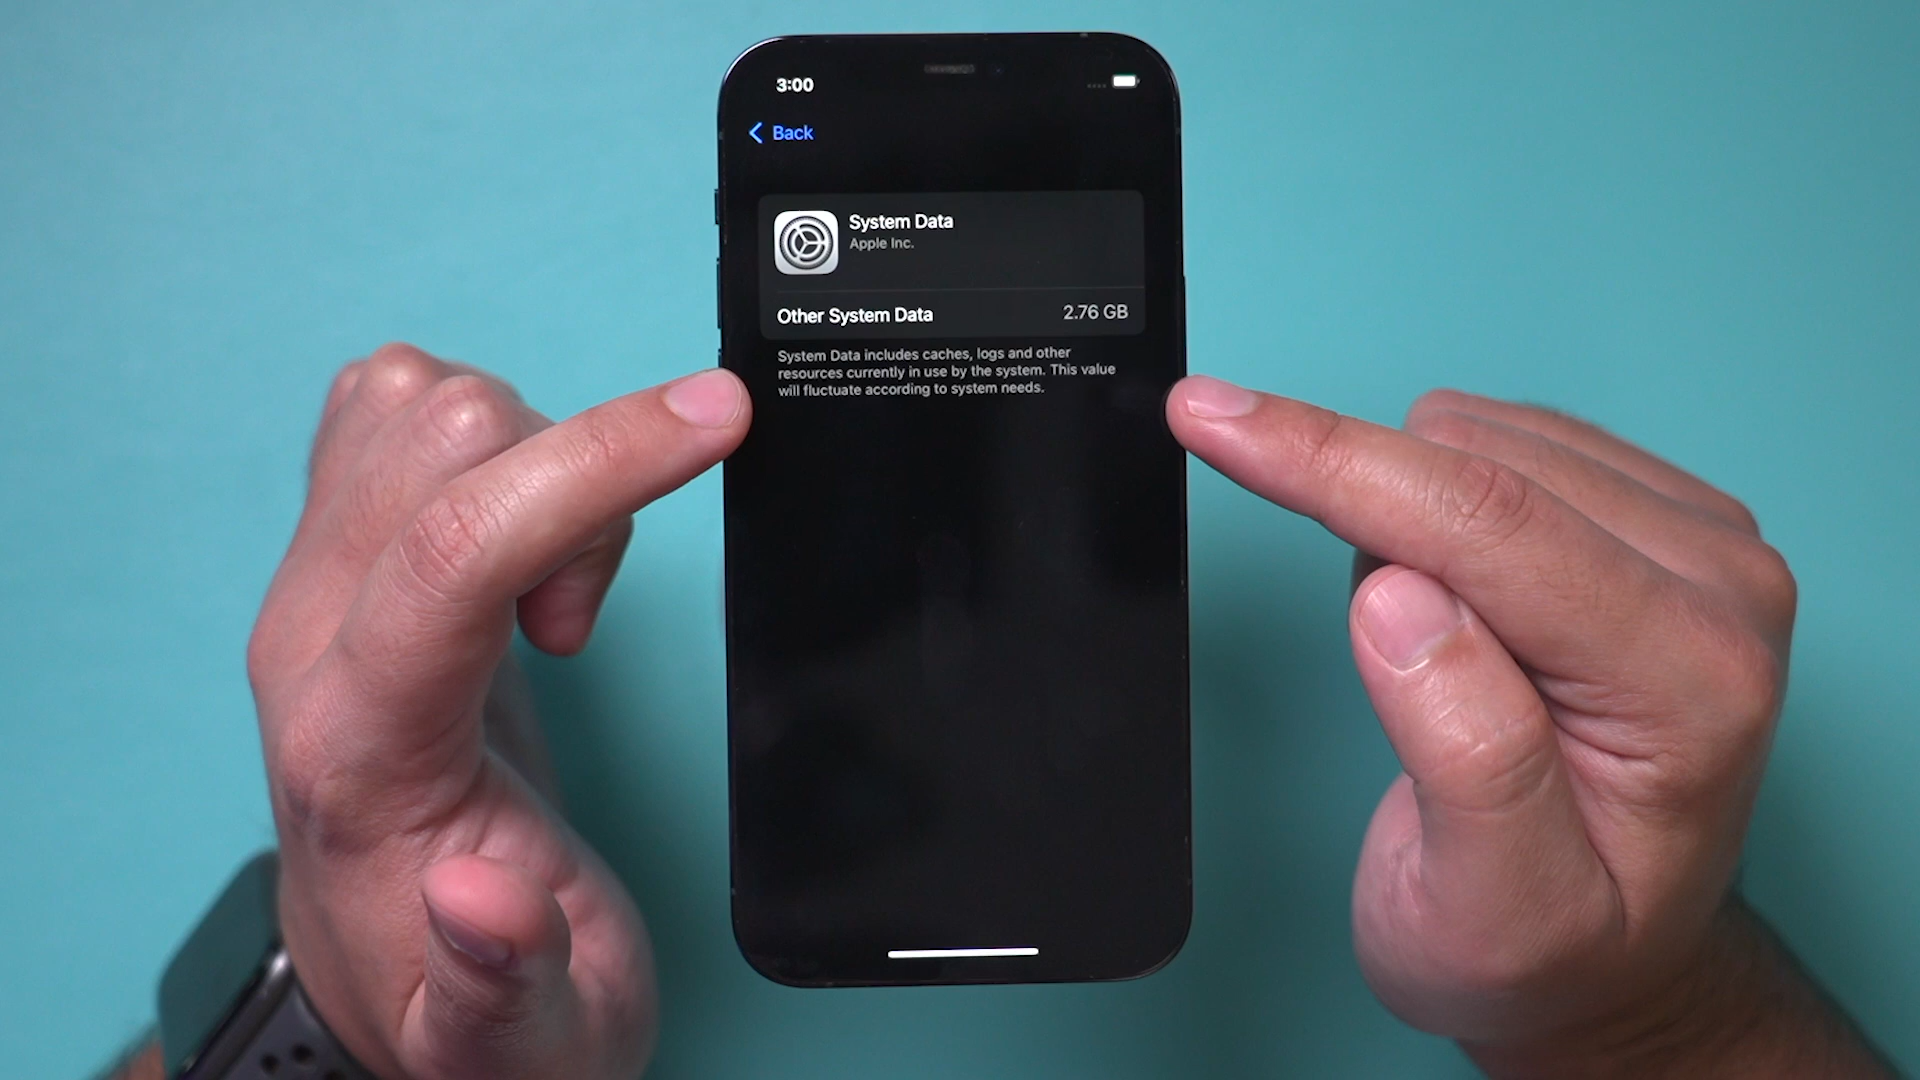 3:00
Back
System Data
Apple Inc.
Other System Data 2.76 GB
System Data includes caches, logs and other
resources currently in use by the system. This value
will fluctuate according to system needs.